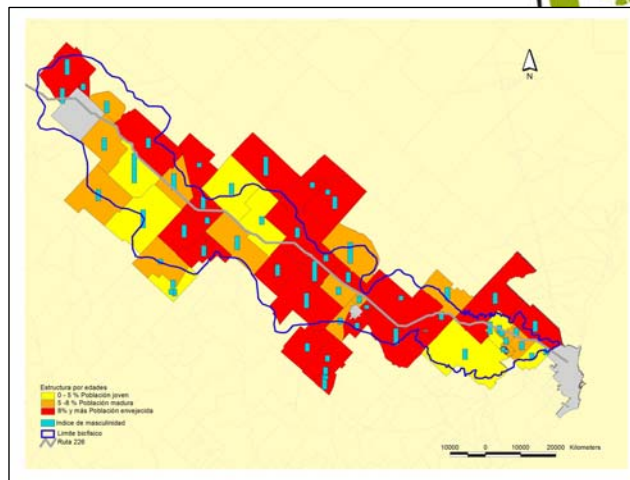 N
Estructura por edades
0 - 5 % Población joven
5 -8 % Población madura
8% y más Población envejecida
Indice de masculinidad
Limite biofísico
Ruta 226
10000 0 10000 20000 Kilometers